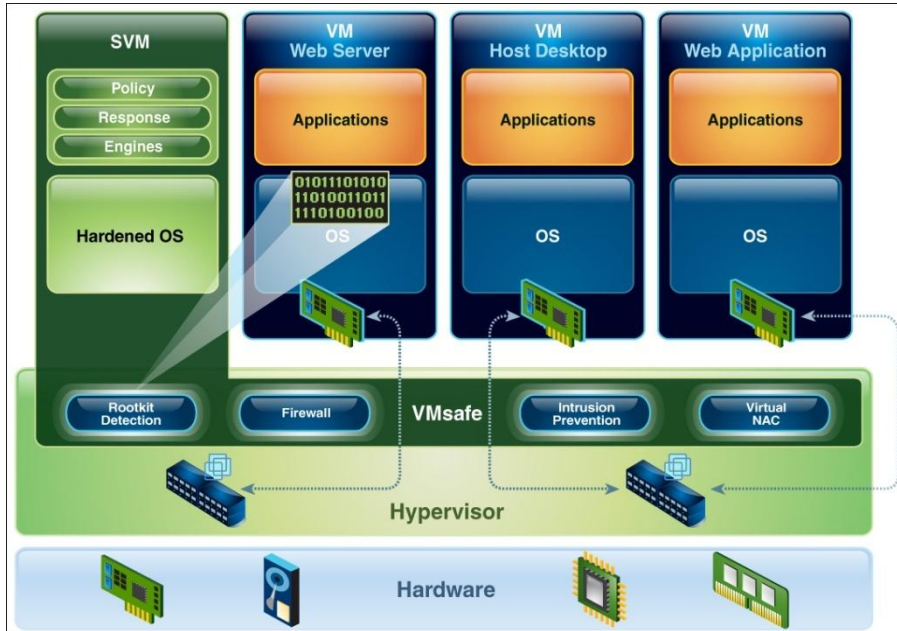 SVM
Policy
Response
Engines
Hardened OS
VM
Web Server
Applications
01011101010
11010011011
1110100100
OS
VM
Host Desktop
Applications
OS
VM
Web Application
Applications
OS
Rootkit
Detection
Firewall
VMsafe
Intrusion
Prevention
Virtual
NAC
Hypervisor
Hardware